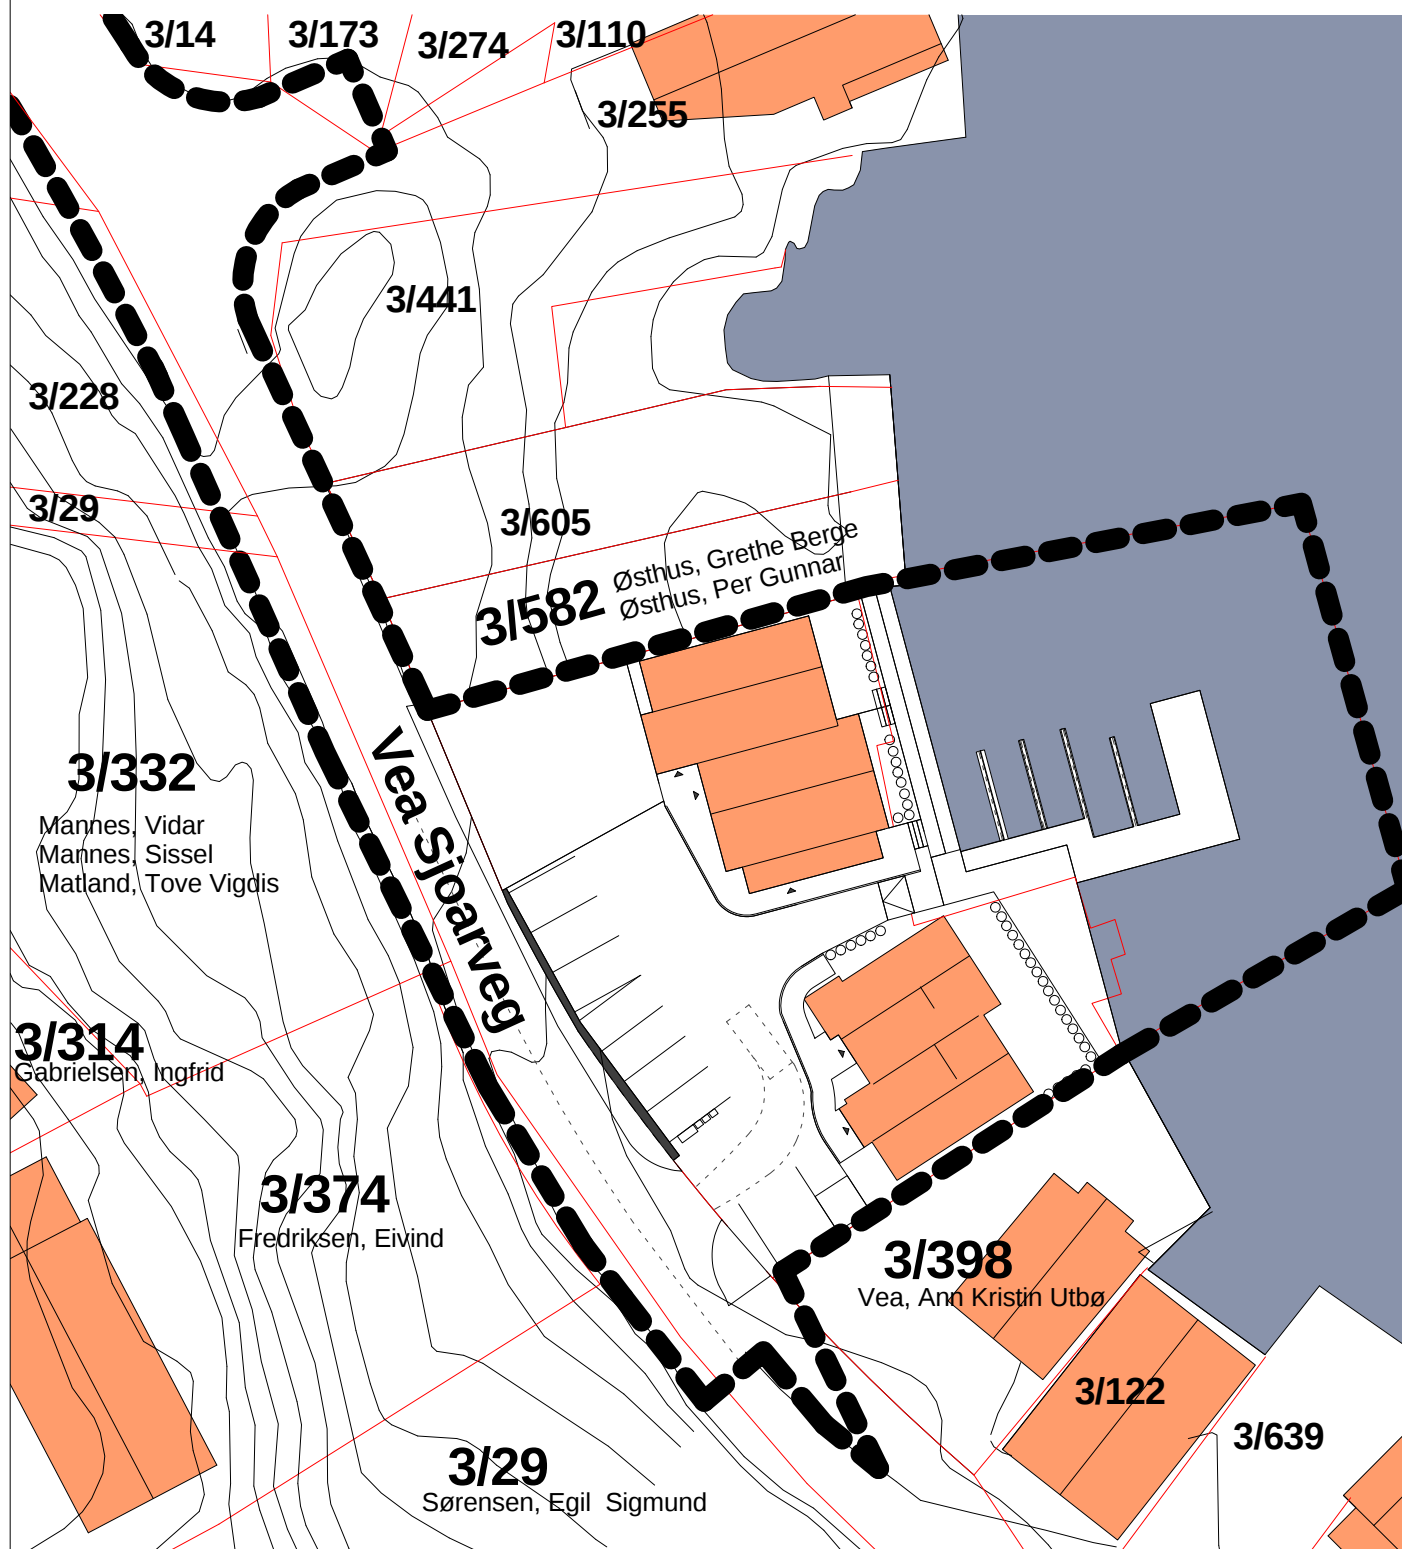 3/14
3/173
3/274
3/110
3/255
3/441
3/228
3/29
3/605
3/582
Østhus, Grethe Berge
Østhus, Per Gunnar
Vea Sjoarveg
3/332
Mannes, Vidar
Mannes, Sissel
Matland, Tove Vigdis
3/314
Gabrielsen, Ingfrid
3/374
Fredriksen, Eivind
3/398
Vea, Ann Kristin Utbø
3/122
3/639
3/29
Sørensen, Egil Sigmund